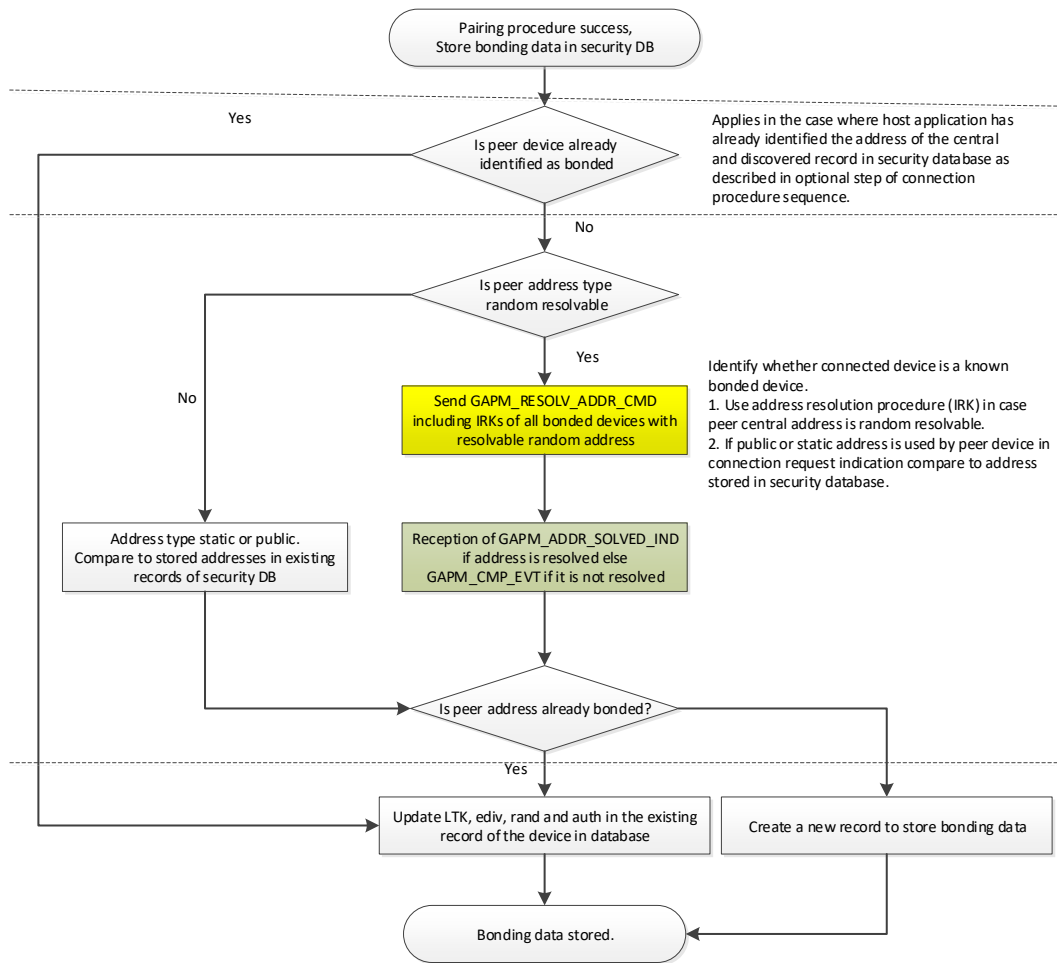 Pairing procedure success,
Store bonding data in security DB
Yes
Is peer device already
identified as bonded
Applies in the case where host application has
already identified the address of the central
and discovered record in security database as
described in optional step of connection
procedure sequence.
No
Is peer address type
random resolvable
Yes
No
Send GAPM_RESOLV_ADDR_CMD
including IRKs of all bonded devices with
resolvable random address
Identify whether connected device is a known
bonded device.
1. Use address resolution procedure (IRK) in case
peer central address is random resolvable.
2. If public or static address is used by peer device in
connection request indication compare to address
stored in security database.
Address type static or public.
Compare to stored addresses in existing
records of security DB
Reception of GAPM_ADDR_SOLVED_IND
if address is resolved else
GAPM_CMP_EVT if it is not resolved
Is peer address already bonded?
Yes
Update LTK, ediv, rand and auth in the existing
record of the device in database
Create a new record to store bonding data
Bonding data stored.